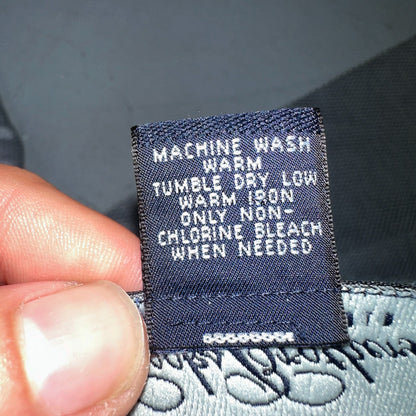 MACHINE WASH
WARM
TUMBLE DRY LOW
WARM IRON
ONLY NON-
CHLORINE BLEACH
WHEN NEEDED